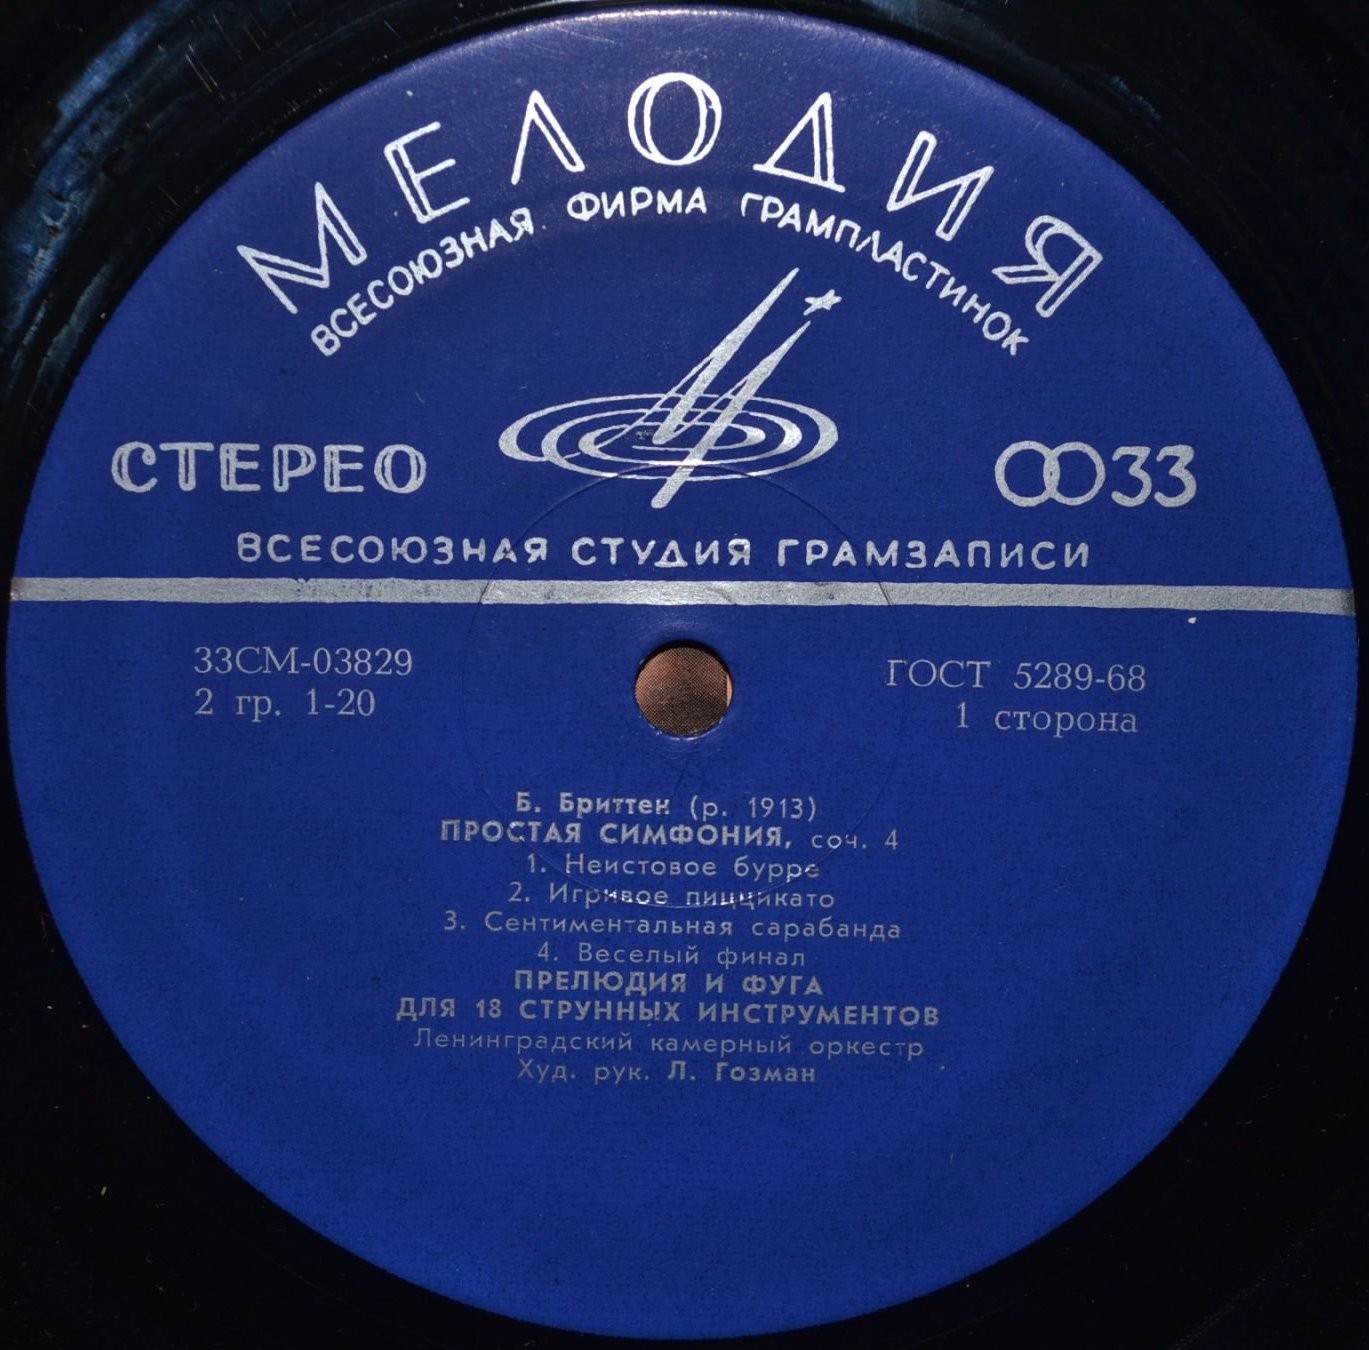 МЕЛОДИЯ
ВСЕСОЮЗНАЯ ФИРМА ГРАМПЛАСТИНОК
СТЕРЕО
33
ВСЕСОЮЗНАЯ СТУДИЯ ГРАМЗАПИСИ
33СМ-03829
ГОСТ 5289-68
2 гр. 1-20
1 сторона
Б. Бриттен (р. 1913)
ПРОСТАЯ СИМФОНИЯ, соч. 4
1. Неистовое бурре
2. Игривое пиццикато
3. Сентиментальная сарабанда
4. Веселый финал
ПРЕЛЮДИЯ И ФУГА
ДЛЯ 18 СТРУННЫХ ИНСТРУМЕНТОВ
Ленинградский камерный оркестр
Худ. рук. Л. Гозман